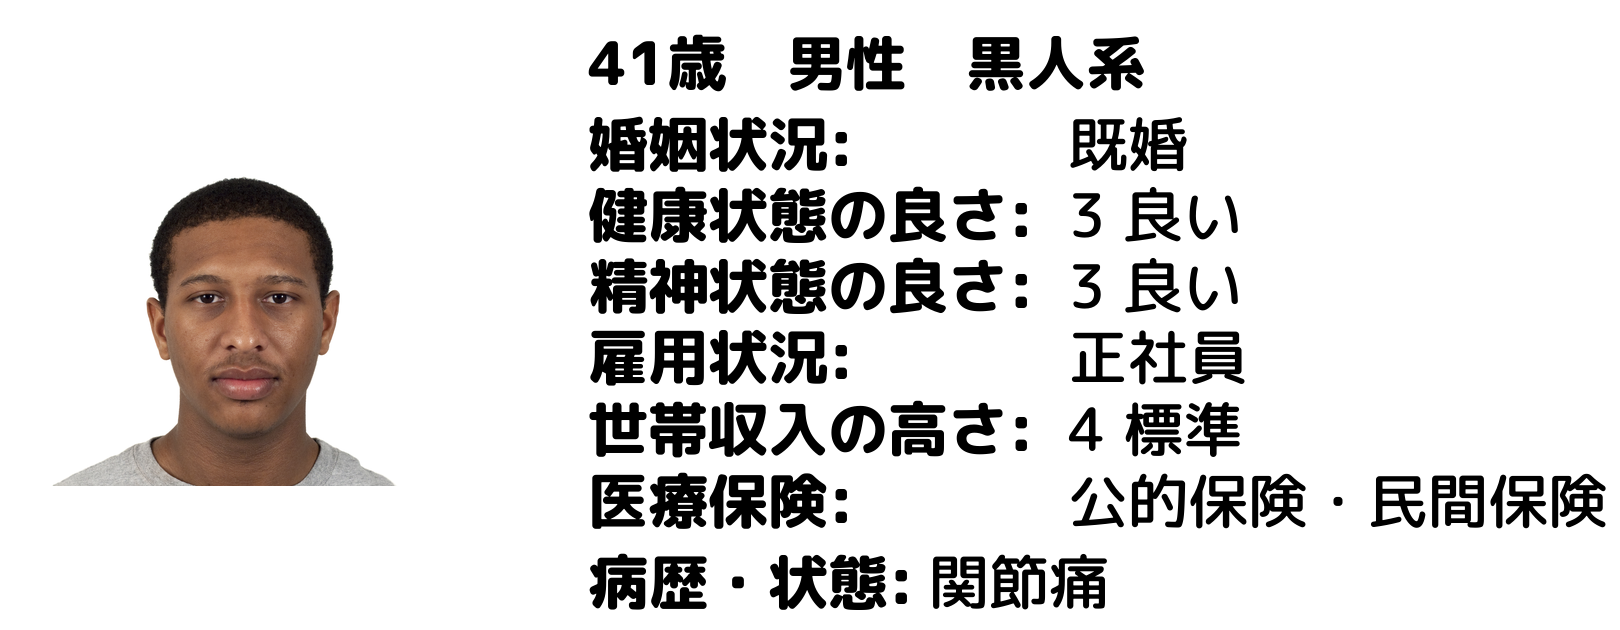 41歳　男性　黒人系
婚姻状況: 既婚
健康状態の良さ: 3 良い
精神状態の良さ: 3 良い
雇用状況: 正社員
世帯収入の高さ: 4 標準
医療保険: 公的保険・民間保険
病歴・状態: 関節痛